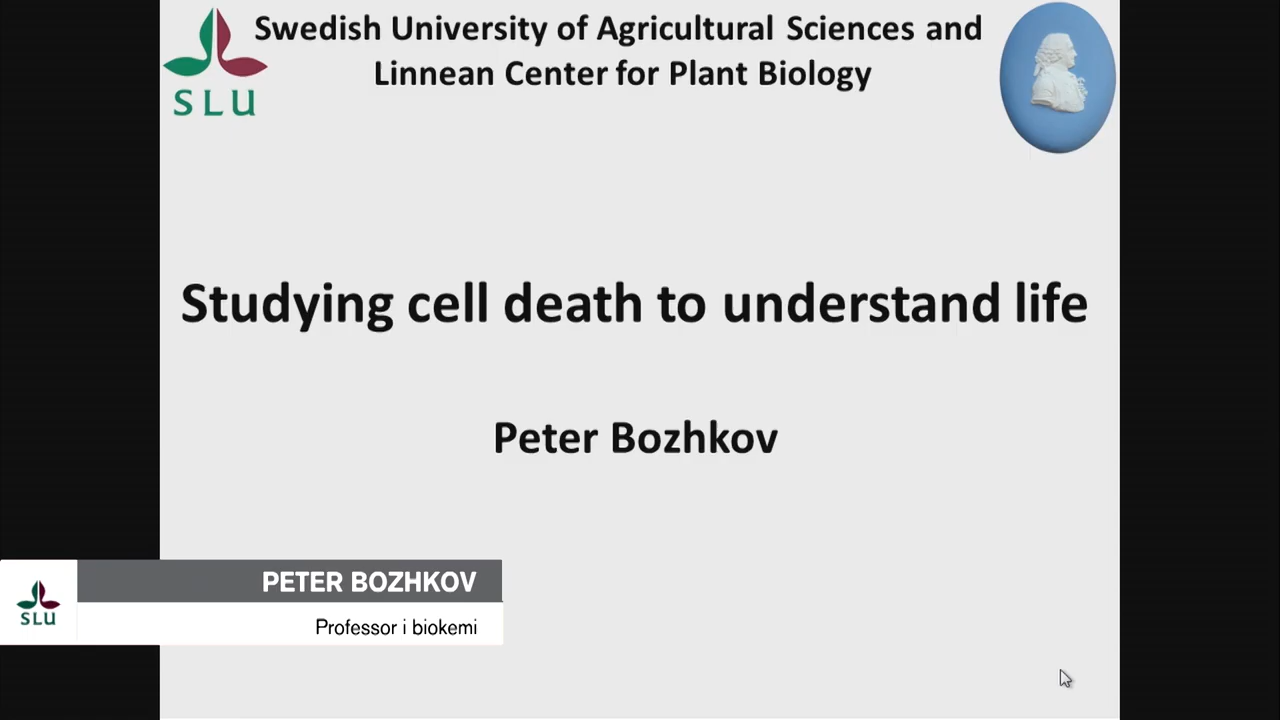 Swedish University of Agricultural Sciences and
Linnean Center for Plant Biology
SLU
Studying cell death to understand life
Peter Bozhkov
SLU
PETER BOZHKOV
Professor i biokemi